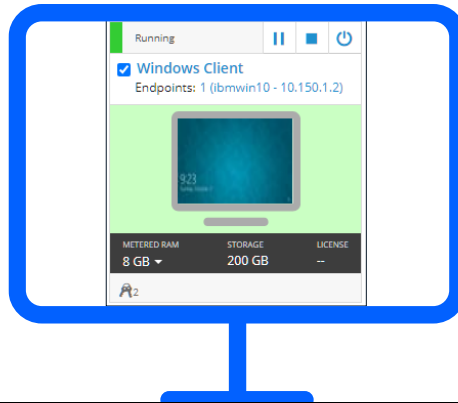 Running
Windows Client
Endpoints: 1 (ibmwin10 - 10.150.1.2)
9:23
METERED RAM STORAGE LICENSE
8 GB 200 GB --
2